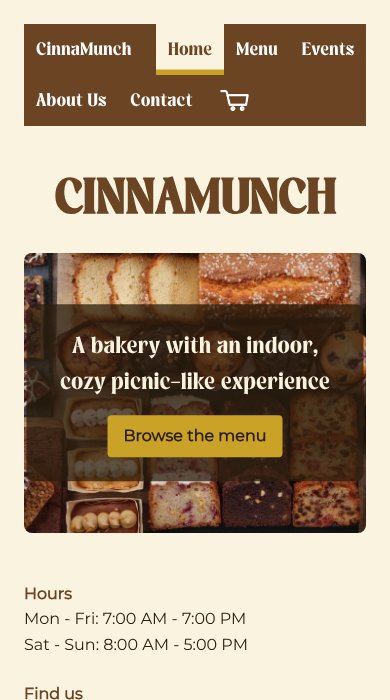 CinnaMunch Home Menu Events
About Us Contact
CINNAMUNCH
A bakery with an indoor,
cozy picnic-like experience
Browse the menu
Hours
Mon - Fri: 7:00 AM - 7:00 PM
Sat - Sun: 8:00 AM - 5:00 PM
Find us